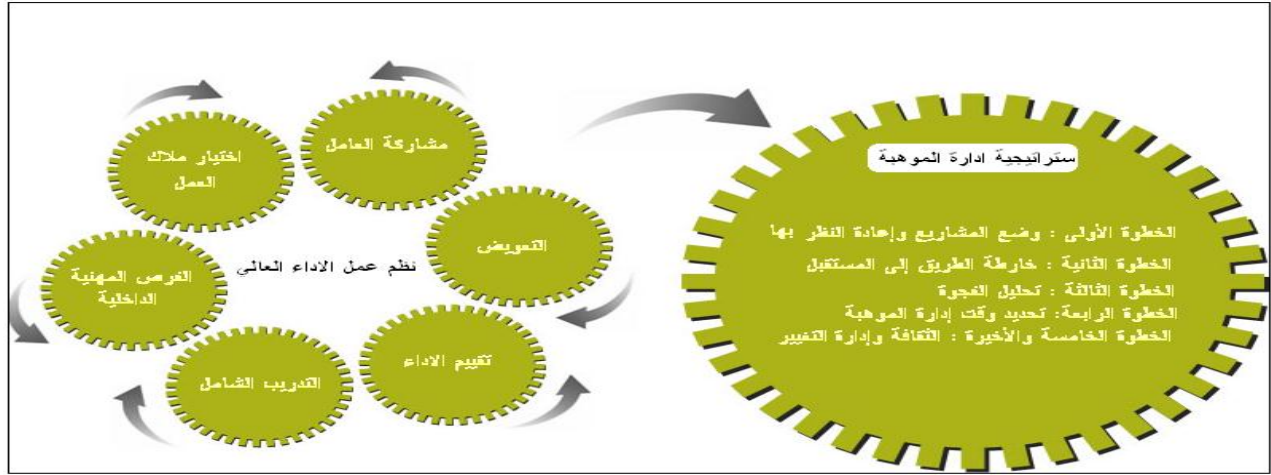 مشاركة العامل
اختيار ملاك
العمل
التعويض
نظم عمل الاداء العالي
الفرص المهنية
الداخلية
تقييم الاداء
التدريب الشامل
ستراتيجية ادارة الموهبة
الخطوة الأولى : وضع المشاريع وإعادة النظر بها
الخطوة الثانية : خارطة الطريق إلى المستقبل
الخطوة الثالثة : تحليل الفجوة
الخطوة الرابعة: تحديد وقت إدارة الموهبة
الخطوة الخامسة والأخيرة : الثقافة وإدارة التغيير